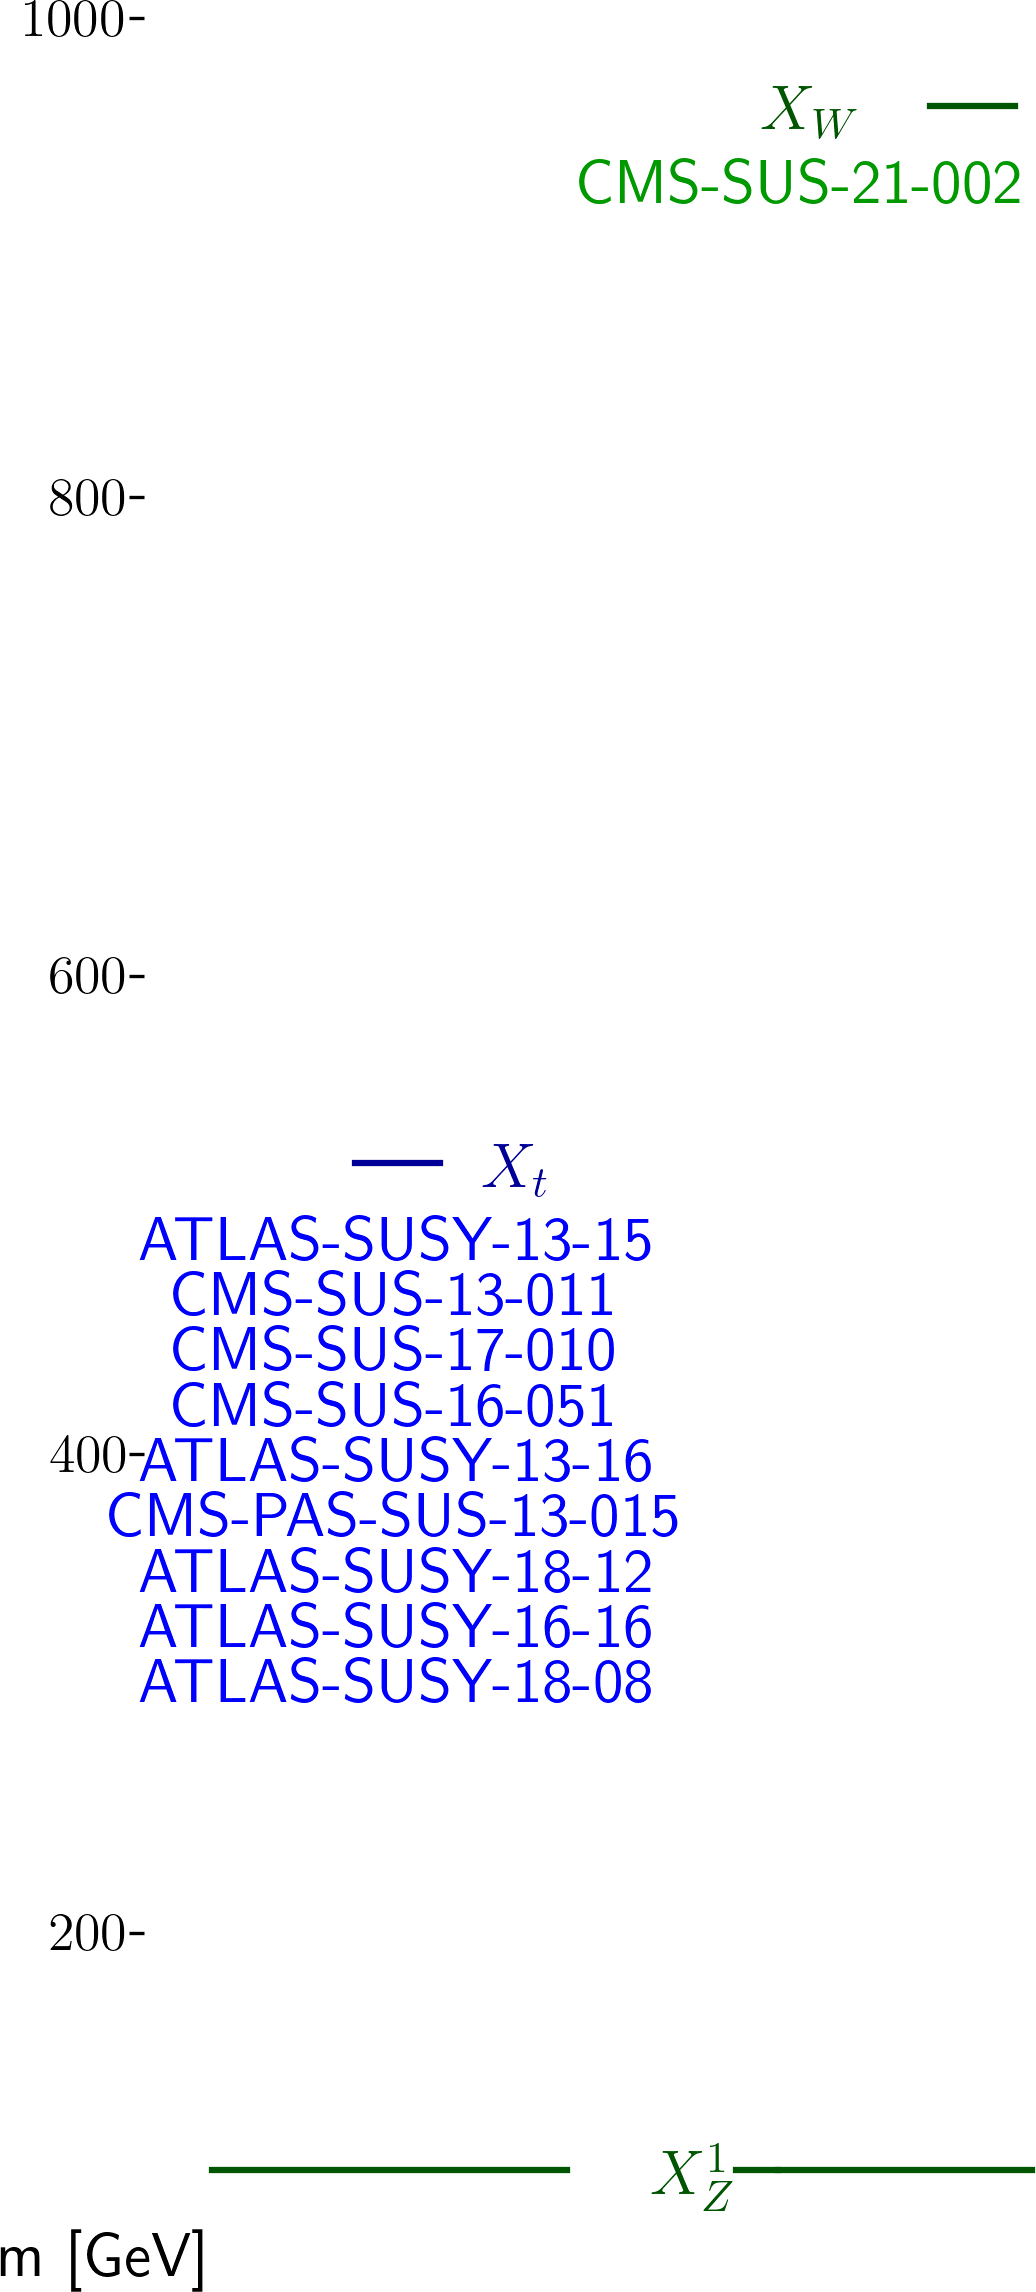 1000-
X_W
CMS-SUS-21-002
800-
600-
X_t
ATLAS-SUSY-13-15
CMS-SUS-13-011
CMS-SUS-17-010
CMS-SUS-16-051
400-
ATLAS-SUSY-13-16
CMS-PAS-SUS-13-015
ATLAS-SUSY-18-12
ATLAS-SUSY-16-16
ATLAS-SUSY-18-08
200-
X_Z^1
m [GeV]